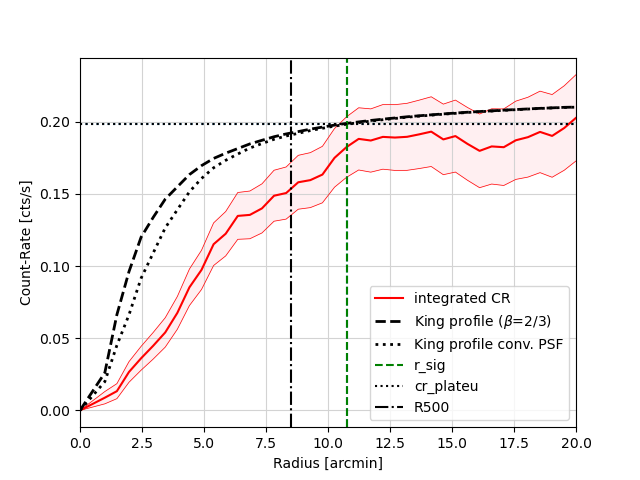 Count-Rate [cts/s]
0.20
0.15
0.10
0.05
0.00
integrated CR
King profile (β=2/3)
King profile conv. PSF
r_sig
cr_plateu
R500
0.0 2.5 5.0 7.5 10.0 12.5 15.0 17.5 20.0
Radius [arcmin]